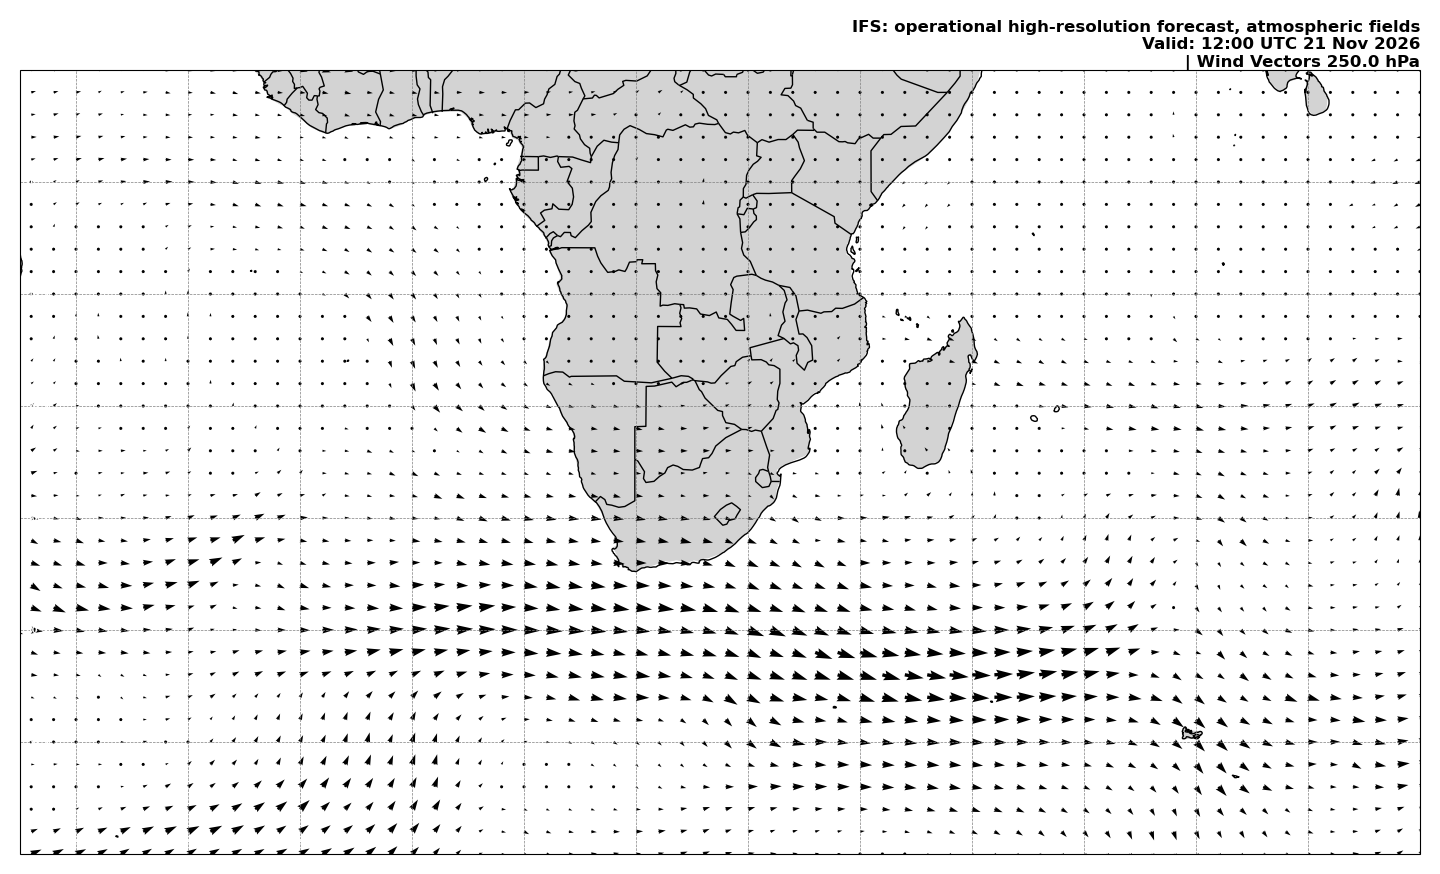 IFS: operational high-resolution forecast, atmospheric fields
Valid: 12:00 UTC 21 Nov 2026
| Wind Vectors 250.0 hPa